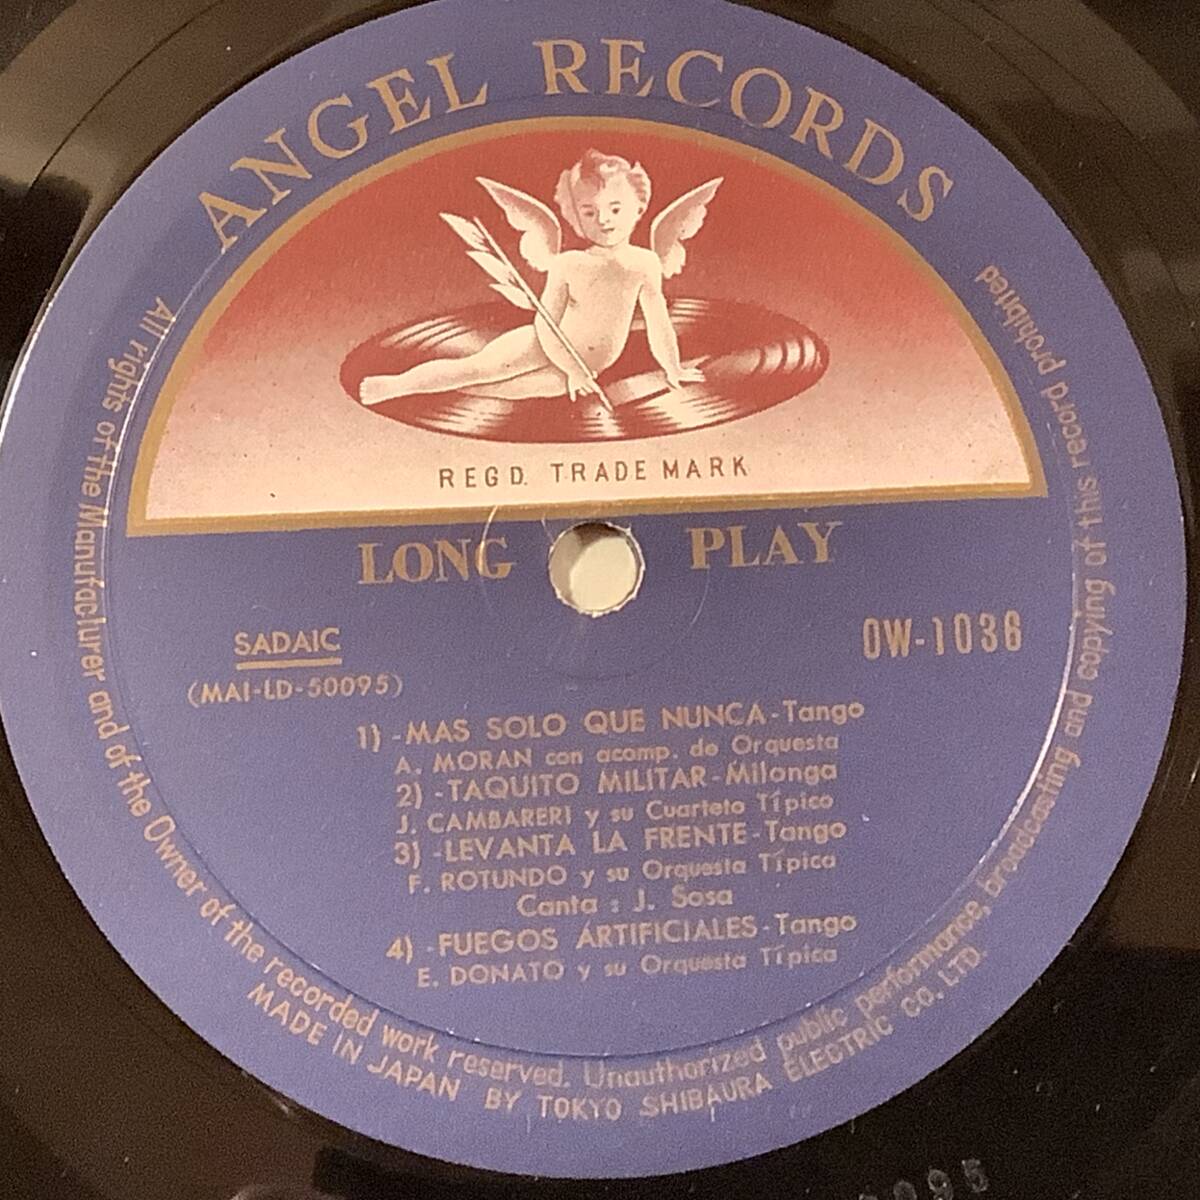 ANGEL RECORDS
REGD. TRADE MARK
LONG PLAY
SADAIC
OW-1036
(MAI-LD-50095)
1) -MAS SOLO QUE NUNCA-Tango
A. MORAN con acomp. de Orquesta
2) -TAQUITO MILITAR-Milonga
J. CAMBARERI y su Cuarteto Típico
3) -LEVANTA LA FRENTE-Tango
F. ROTUNDO y su Orquesta Típica
Canta : J. Sosa
4) -FUEGOS ARTIFICIALES-Tango
E. DONATO y su Orquesta Típica
All rights of the Manufacturer and of the Owner of the recorded work reserved. Unauthorized public performance, broadcasting and copying of this record prohibited
MADE IN JAPAN BY TOKYO SHIBAURA ELECTRIC CO. LTD.